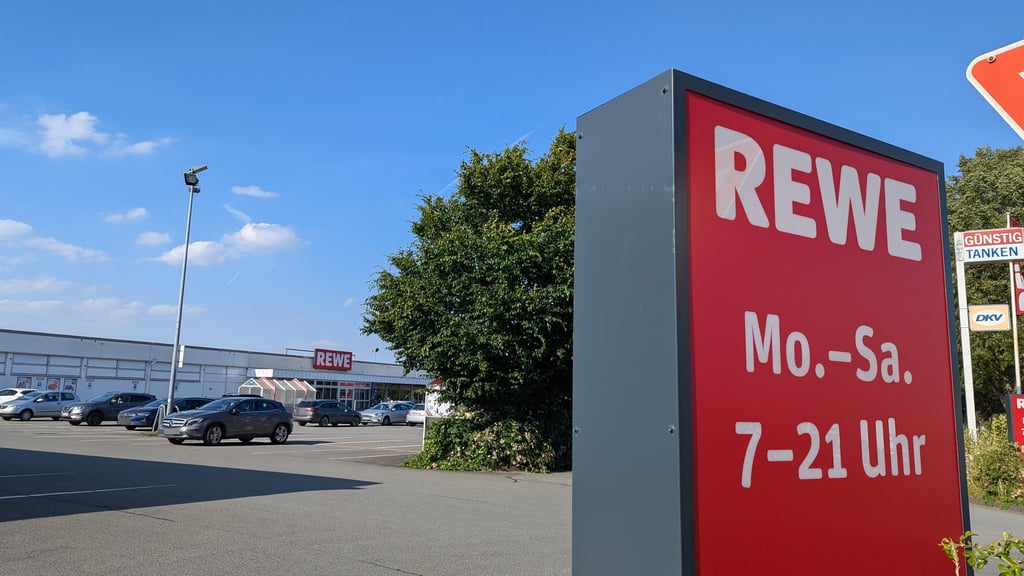 REWE
Mo.–Sa.
7–21 Uhr
REWE
GÜNSTIG
TANKEN
DKV